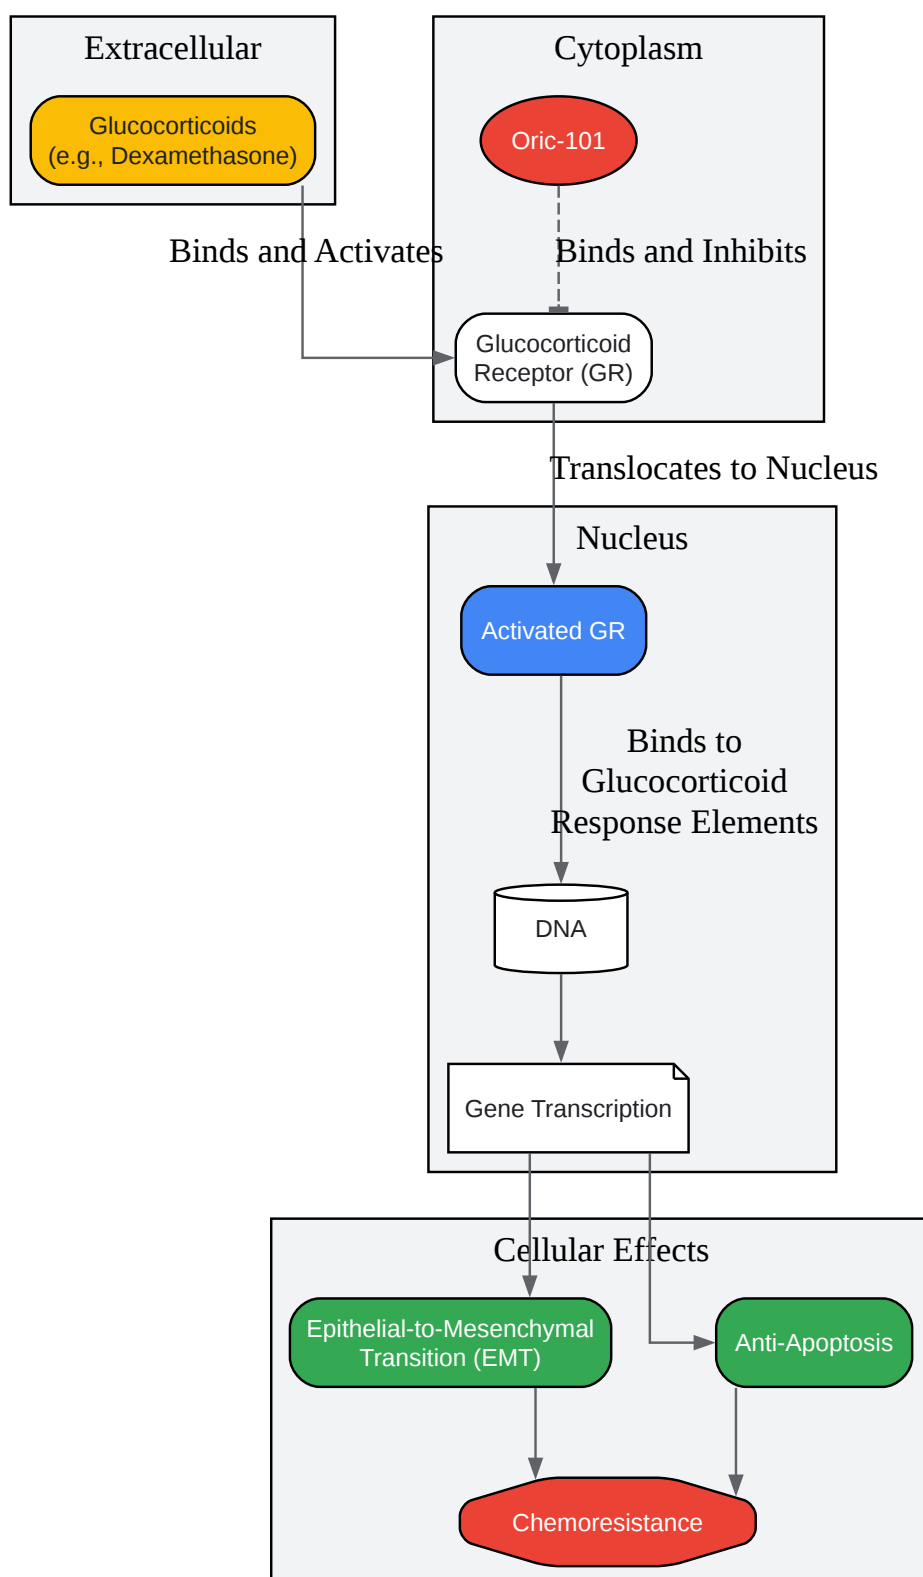 Extracellular
Glucocorticoids
(e.g., Dexamethasone)
Cytoplasm
Oric-101
Binds and Activates
Binds and Inhibits
Glucocorticoid
Receptor (GR)
Translocates to Nucleus
Nucleus
Activated GR
Binds to
Glucocorticoid
Response Elements
DNA
Gene Transcription
Cellular Effects
Epithelial-to-Mesenchymal
Transition (EMT)
Anti-Apoptosis
Chemoresistance